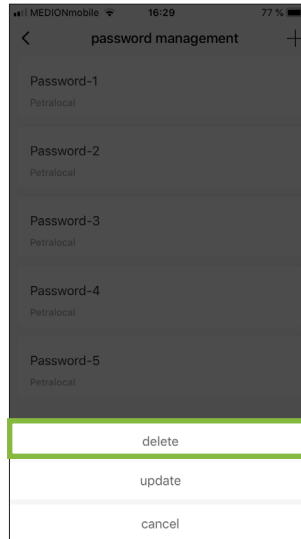 MEDIONmobile 16:29 77 %
password management
Password-1
Petralocal
Password-2
Petralocal
Password-3
Petralocal
Password-4
Petralocal
Password-5
Petralocal
delete
update
cancel